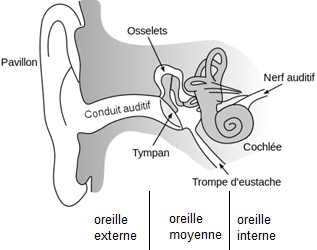 Osselets
Pavillon
Nerf auditif
Conduit auditif
Tympan
Cochlée
Trompe d'eustache
oreille
externe
oreille
moyenne
oreille
interne